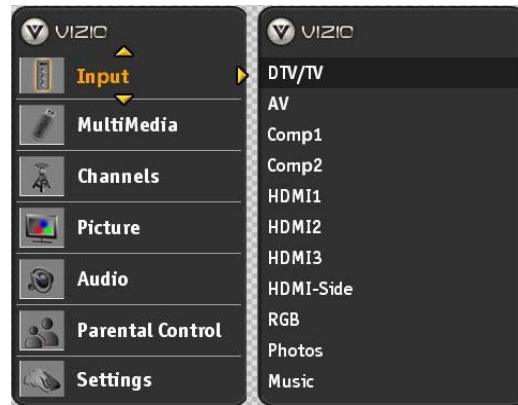 VIZIO
Input
MultiMedia
Channels
Picture
Audio
Parental Control
Settings
VIZIO
DTV/TV
AV
Comp1
Comp2
HDMI1
HDMI2
HDMI3
HDMI-Side
RGB
Photos
Music